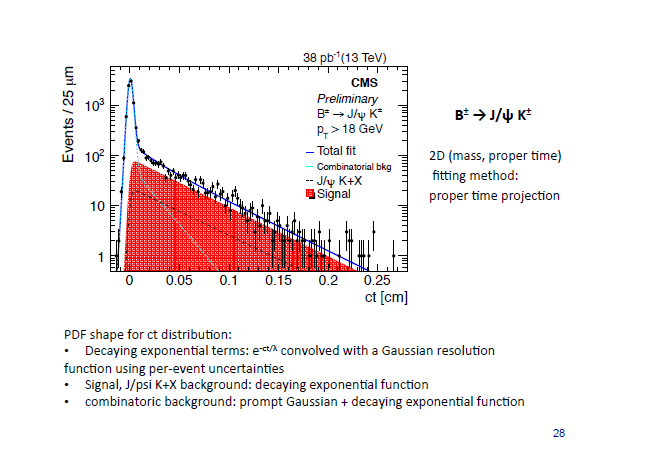 38 pb⁻¹(13 TeV)
CMS
Preliminary
B± → J/ψ K±
p_T > 18 GeV
Total fit
Combinatorial bkg
J/ψ K+X
Signal
Events / 25 μm
10³
10²
10
1
0 0.05 0.1 0.15 0.2 0.25
ct [cm]
B± → J/ψ K±
2D (mass, proper time)
fitting method:
proper time projection
PDF shape for ct distribution:
• Decaying exponential terms: e^-ct/λ convolved with a Gaussian resolution
function using per-event uncertainties
• Signal, J/psi K+X background: decaying exponential function
• combinatoric background: prompt Gaussian + decaying exponential function
28